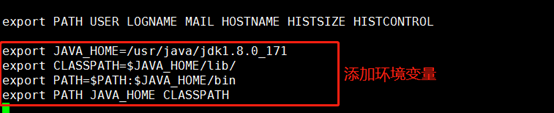 export PATH USER LOGNAME MAIL HOSTNAME HISTSIZE HISTCONTROL
export JAVA_HOME=/usr/java/jdk1.8.0_171
export CLASSPATH=$JAVA_HOME/lib/
export PATH=$PATH:$JAVA_HOME/bin
export PATH JAVA_HOME CLASSPATH
添加环境变量